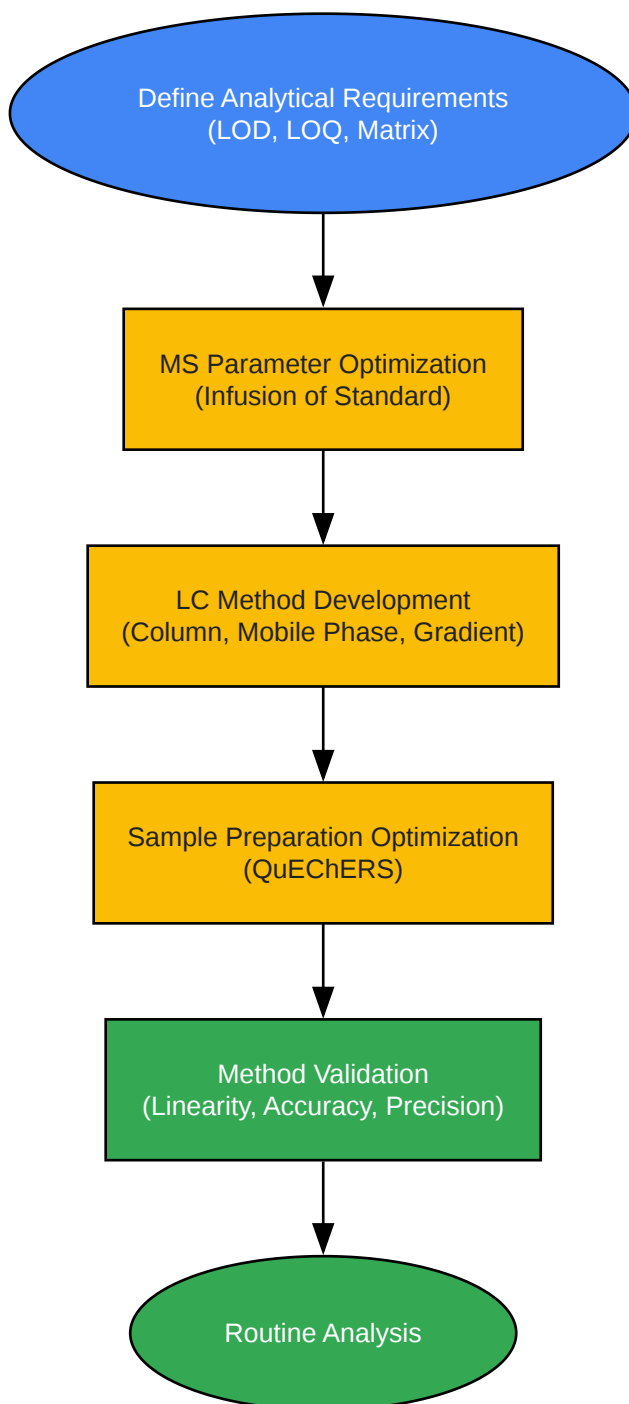 Define Analytical Requirements
(LOD, LOQ, Matrix)
MS Parameter Optimization
(Infusion of Standard)
LC Method Development
(Column, Mobile Phase, Gradient)
Sample Preparation Optimization
(QuEChERS)
Method Validation
(Linearity, Accuracy, Precision)
Routine Analysis